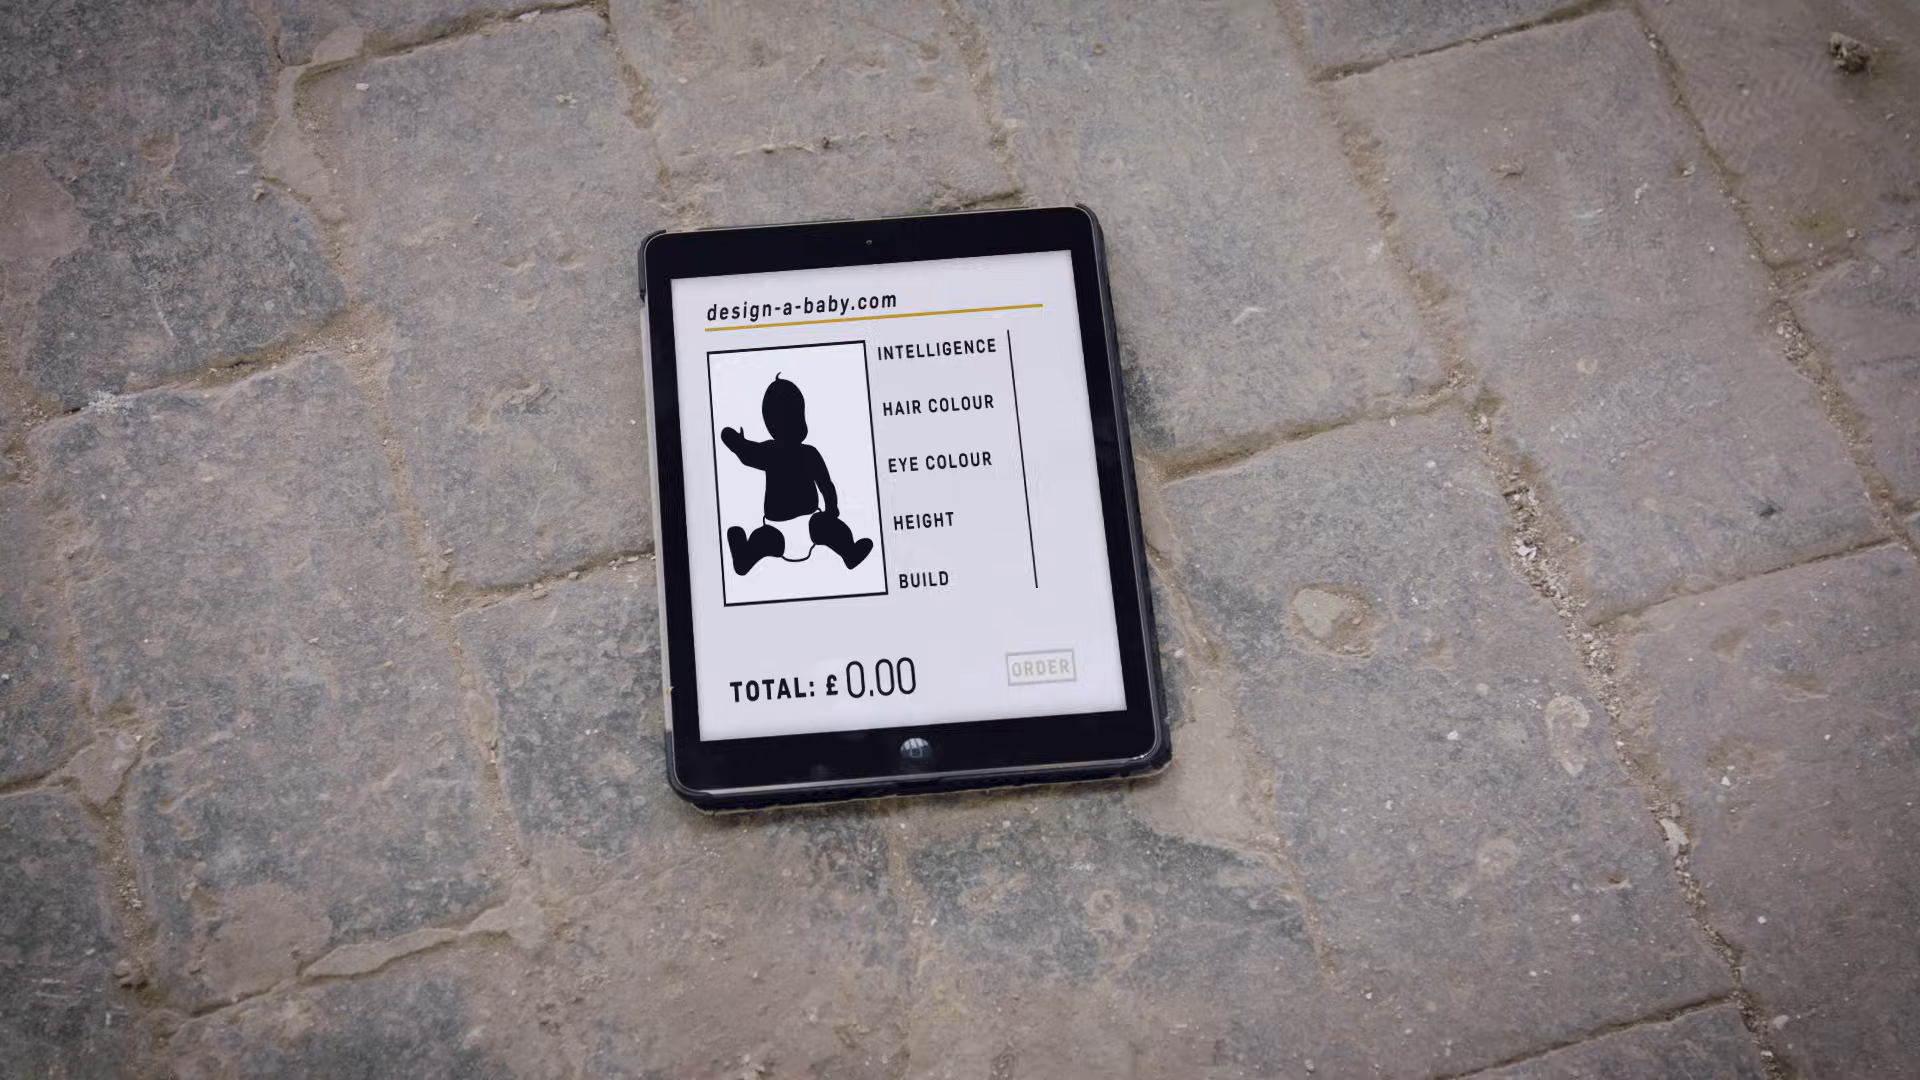 design-a-baby.com
INTELLIGENCE
HAIR COLOUR
EYE COLOUR
HEIGHT
BUILD
TOTAL: £0.00
ORDER